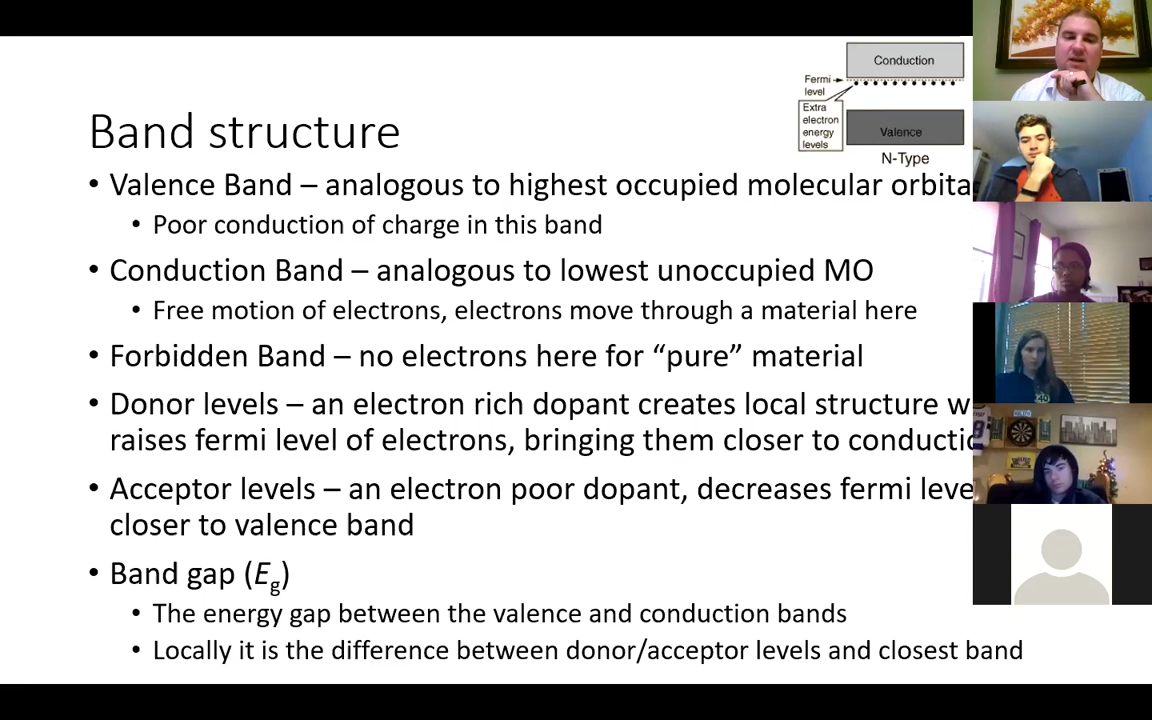 Conduction
Fermi
level
Extra
electron
energy
levels
Valence
N-Type
Band structure
• Valence Band – analogous to highest occupied molecular orbita
• Poor conduction of charge in this band
• Conduction Band – analogous to lowest unoccupied MO
• Free motion of electrons, electrons move through a material here
• Forbidden Band – no electrons here for “pure” material
• Donor levels – an electron rich dopant creates local structure w
raises fermi level of electrons, bringing them closer to conductio
• Acceptor levels – an electron poor dopant, decreases fermi leve
closer to valence band
• Band gap (Eg)
• The energy gap between the valence and conduction bands
• Locally it is the difference between donor/acceptor levels and closest band